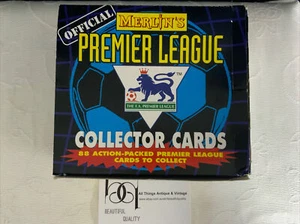 OFFICIAL
MERLIN'S
PREMIER LEAGUE
THE F.A. PREMIER LEAGUE
COLLECTOR CARDS
88 ACTION-PACKED PREMIER LEAGUE
CARDS TO COLLECT
bq
All Things Antique & Vintage
BEAUTIFUL
QUALITY